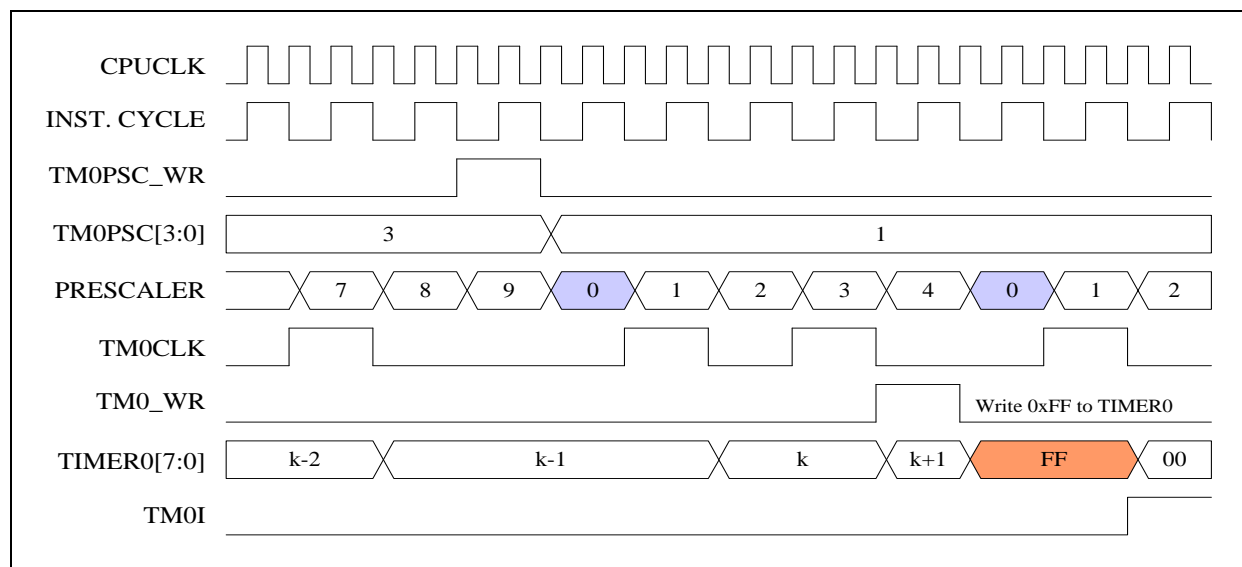 CPUCLK
INST. CYCLE
TM0PSC_WR
TM0PSC[3:0] 3 1
PRESCALER 7 8 9 0 1 2 3 4 0 1 2
TM0CLK
TM0_WR Write 0xFF to TIMER0
TIMER0[7:0] k-2 k-1 k k+1 FF 00
TM0I